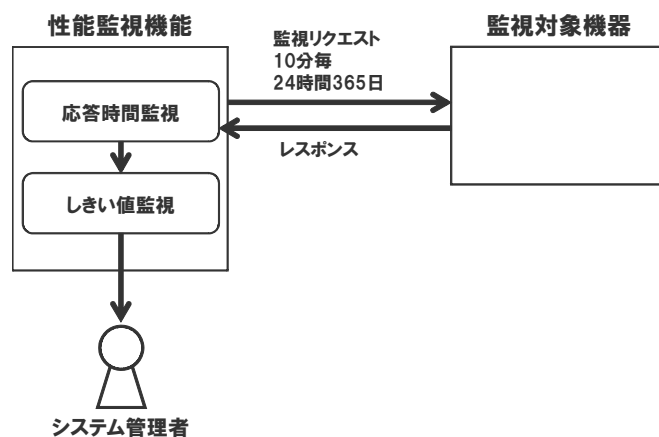 性能監視機能
監視リクエスト
10分毎
24時間365日
監視対象機器
応答時間監視
レスポンス
しきい値監視
システム管理者